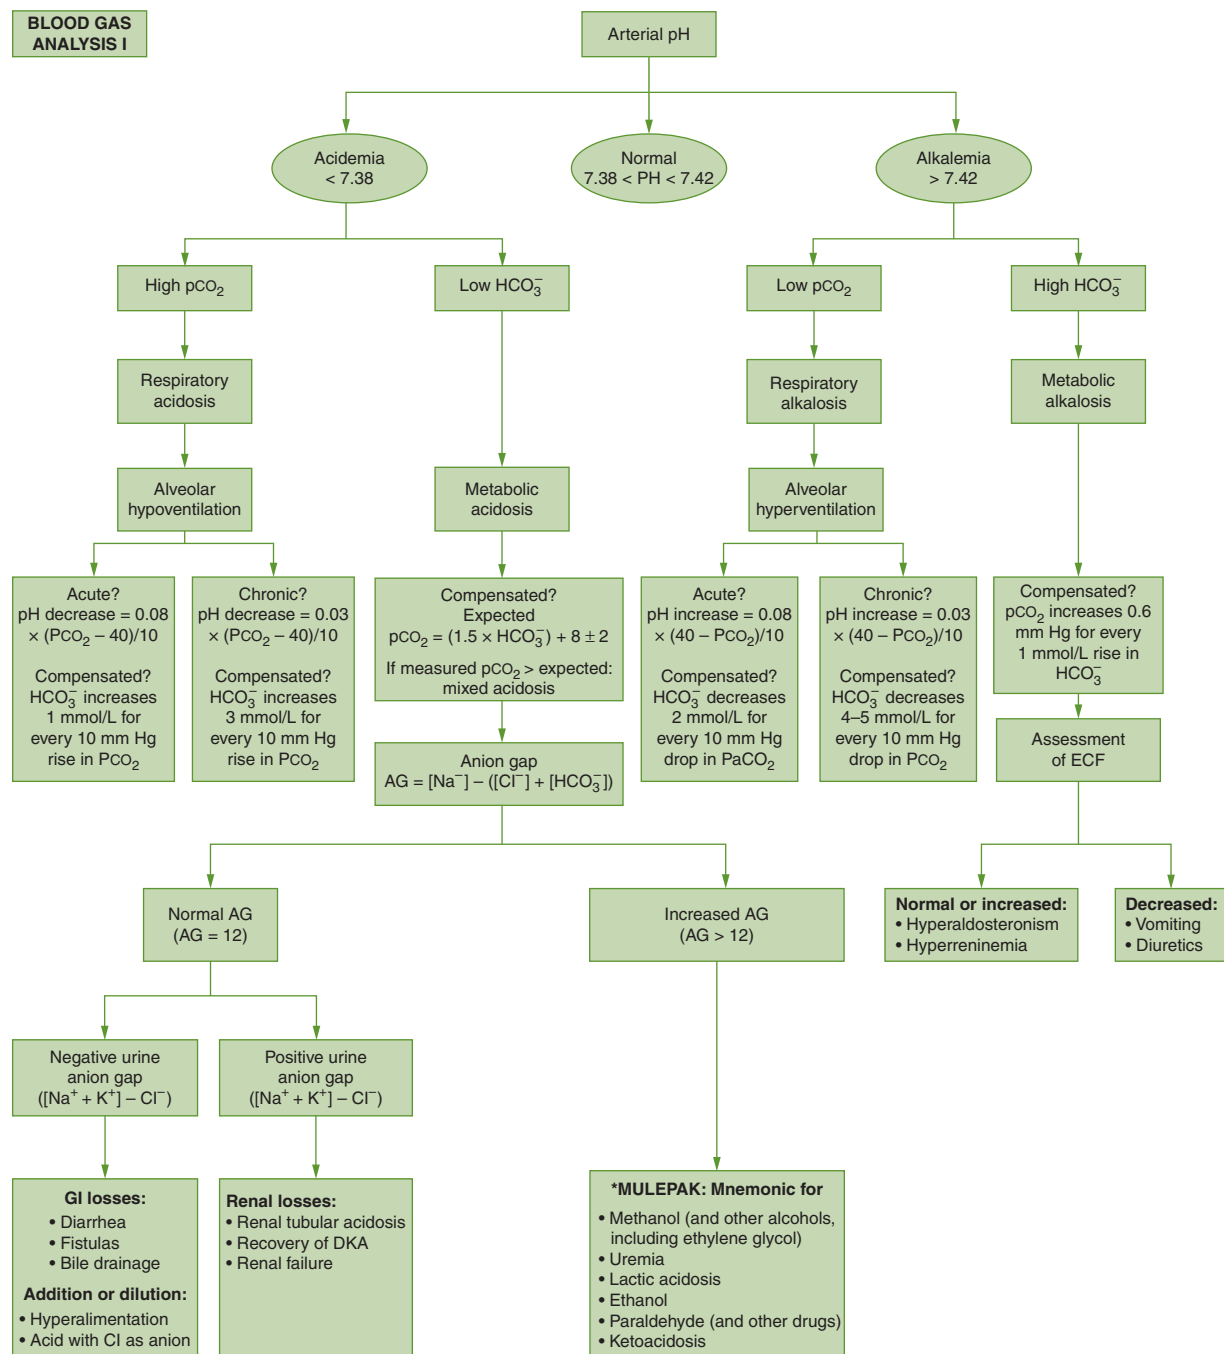 BLOOD GAS
ANALYSIS I
Arterial pH
Acidemia
< 7.38
Normal
7.38 < PH < 7.42
Alkalemia
> 7.42
High pCO₂
Low HCO₃⁻
Low pCO₂
High HCO₃⁻
Respiratory
acidosis
Respiratory
alkalosis
Metabolic
alkalosis
Alveolar
hypoventilation
Metabolic
acidosis
Alveolar
hyperventilation
Acute?
pH decrease = 0.08
× (PCO₂ – 40)/10
Compensated?
HCO₃⁻ increases
1 mmol/L for
every 10 mm Hg
rise in PCO₂
Chronic?
pH decrease = 0.03
× (PCO₂ – 40)/10
Compensated?
HCO₃⁻ increases
3 mmol/L for
every 10 mm Hg
rise in PCO₂
Compensated?
Expected
pCO₂ = (1.5 × HCO₃⁻) + 8 ± 2
If measured pCO₂ > expected:
mixed acidosis
Acute?
pH increase = 0.08
× (40 – PCO₂)/10
Compensated?
HCO₃⁻ decreases
2 mmol/L for
every 10 mm Hg
drop in PaCO₂
Chronic?
pH increase = 0.03
× (40 – PCO₂)/10
Compensated?
HCO₃⁻ decreases
4–5 mmol/L for
every 10 mm Hg
drop in PCO₂
Compensated?
pCO₂ increases 0.6
mm Hg for every
1 mmol/L rise in
HCO₃⁻
Anion gap
AG = [Na⁻] – ([Cl⁻] + [HCO₃⁻])
Assessment
of ECF
Normal AG
(AG = 12)
Increased AG
(AG > 12)
Normal or increased:
• Hyperaldosteronism
• Hyperreninemia
Decreased:
• Vomiting
• Diuretics
Negative urine
anion gap
([Na⁺ + K⁺] – Cl⁻)
Positive urine
anion gap
([Na⁺ + K⁺] – Cl⁻)
GI losses:
• Diarrhea
• Fistulas
• Bile drainage
Addition or dilution:
• Hyperalimentation
• Acid with CI as anion
Renal losses:
• Renal tubular acidosis
• Recovery of DKA
• Renal failure
*MULEPAK: Mnemonic for
• Methanol (and other alcohols,
including ethylene glycol)
• Uremia
• Lactic acidosis
• Ethanol
• Paraldehyde (and other drugs)
• Ketoacidosis